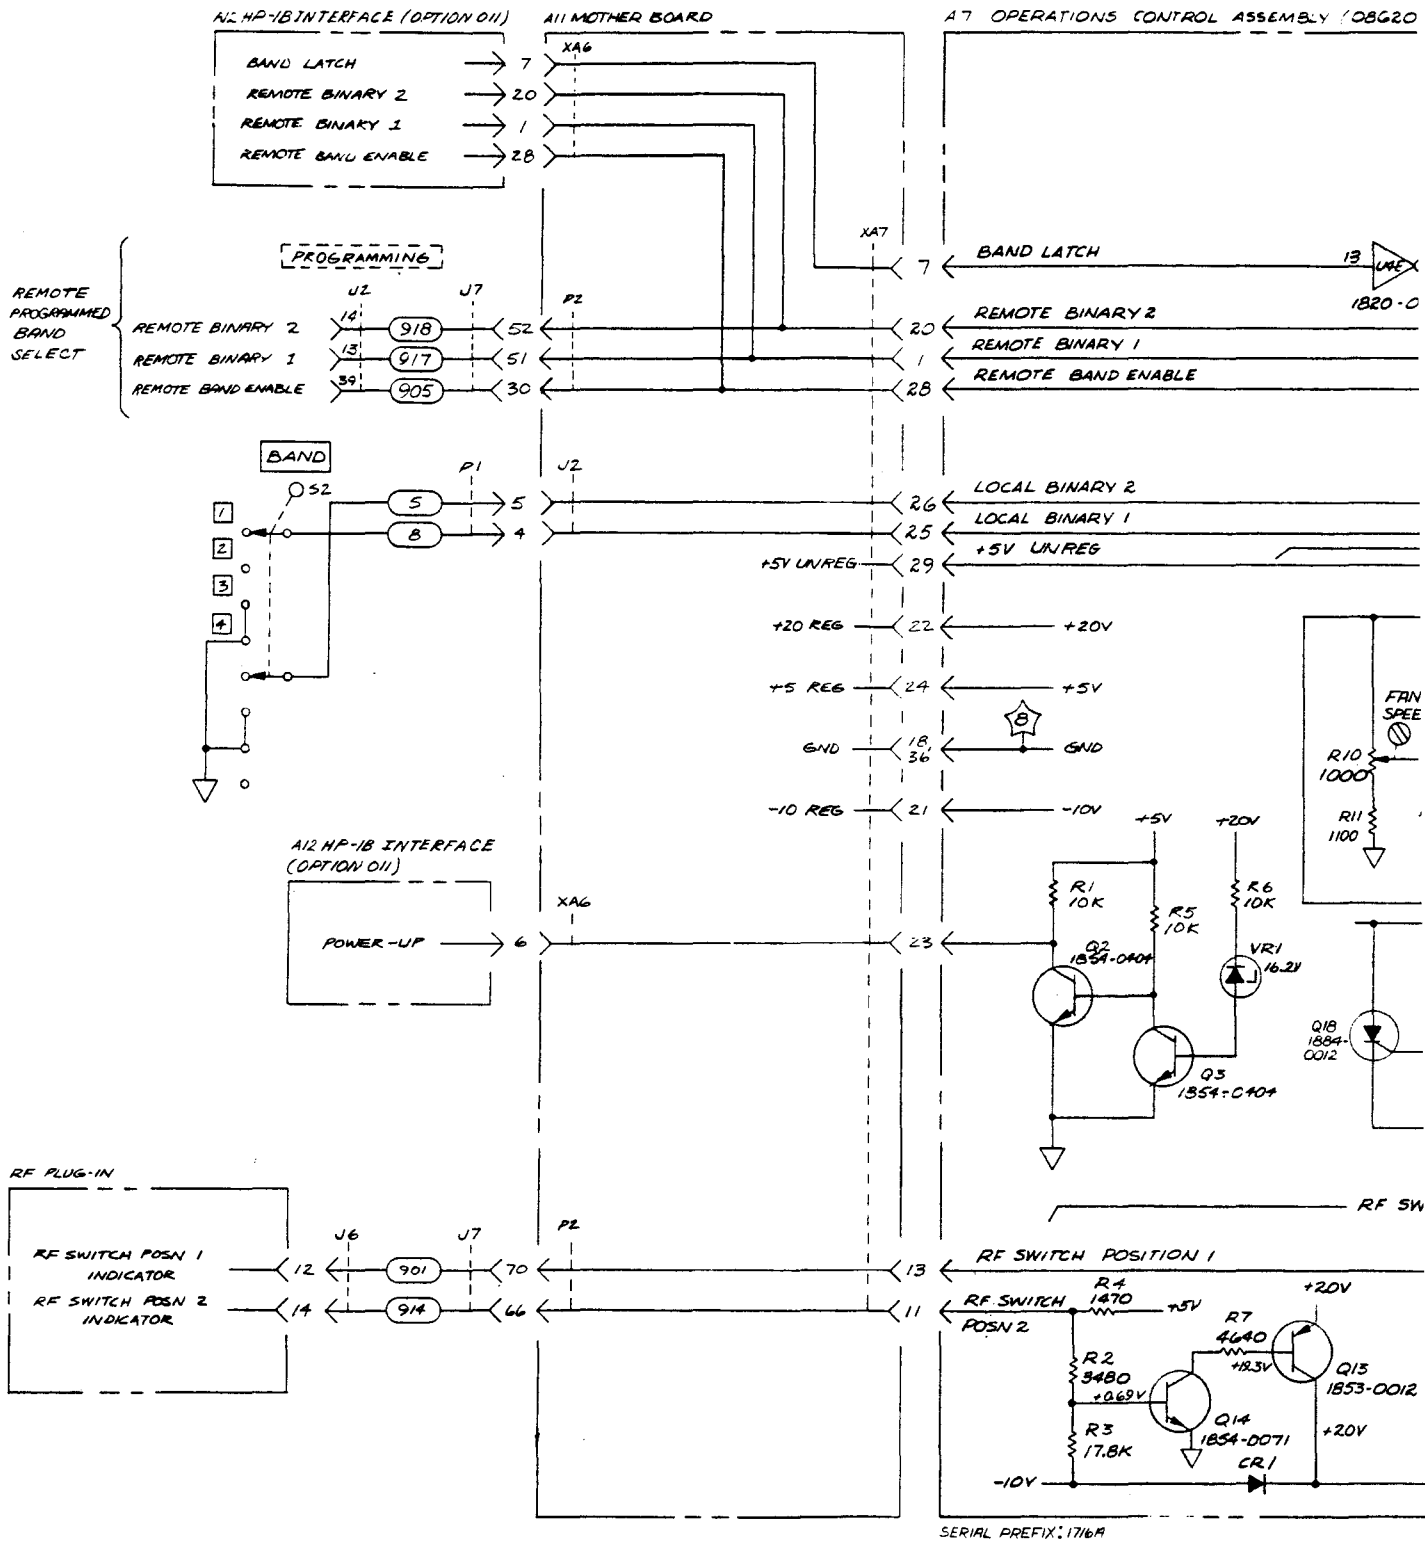 A12 HP-IB INTERFACE (OPTION 011)
A11 MOTHER BOARD
A7 OPERATIONS CONTROL ASSEMBLY (08620
XA6
BAND LATCH 7
REMOTE BINARY 2 20
REMOTE BINARY 1 1
REMOTE BAND ENABLE 28
XA7
7 BAND LATCH 13 U4E
1820-0
PROGRAMMING
REMOTE
PROGRAMMED
BAND
SELECT
J2 J7 P2
REMOTE BINARY 2 14 918 52 20 REMOTE BINARY 2
REMOTE BINARY 1 13 917 51 1 REMOTE BINARY 1
REMOTE BAND ENABLE 39 905 30 28 REMOTE BAND ENABLE
BAND
S2
P1 J2
1
2
3
4
5 5 26 LOCAL BINARY 2
8 4 25 LOCAL BINARY 1
+5V UNREG 29 +5V UNREG
+20 REG 22 +20V
+5 REG 24 +5V
8
GND 18, 36 GND
-10 REG 21 -10V
FAN
SPEE
R10
1000
R11
1100
A12 HP-IB INTERFACE
(OPTION 011)
XA6
POWER-UP 6 23
+5V
+20V
R1
10K
R5
10K
R6
10K
VR1
16.2V
Q2
1854-0404
Q3
1854-0404
Q18
1884-
0012
RF PLUG-IN
RF SW
J6 J7 P2
RF SWITCH POSN 1
INDICATOR
12 901 70 13 RF SWITCH POSITION 1
RF SWITCH POSN 2
INDICATOR
14 914 66 11 RF SWITCH
POSN 2
R4
1470
+5V
+20V
R7
4640
+19.3V
R2
3480
+0.69V
Q13
1853-0012
Q14
1854-0071
R3
17.8K
+20V
CR1
-10V
SERIAL PREFIX: 1716A